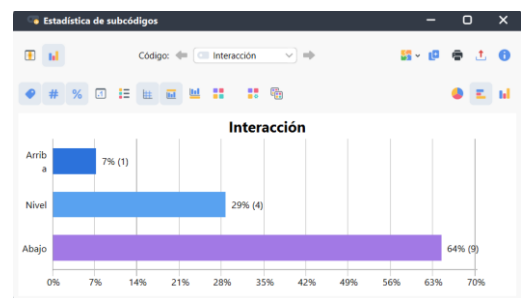 Estadística de subcódigos
Código: Interacción
# %
Interacción
Arrib
a
7% (1)
Nivel
29% (4)
Abajo
64% (9)
0% 7% 14% 21% 28% 35% 42% 49% 56% 63% 70%